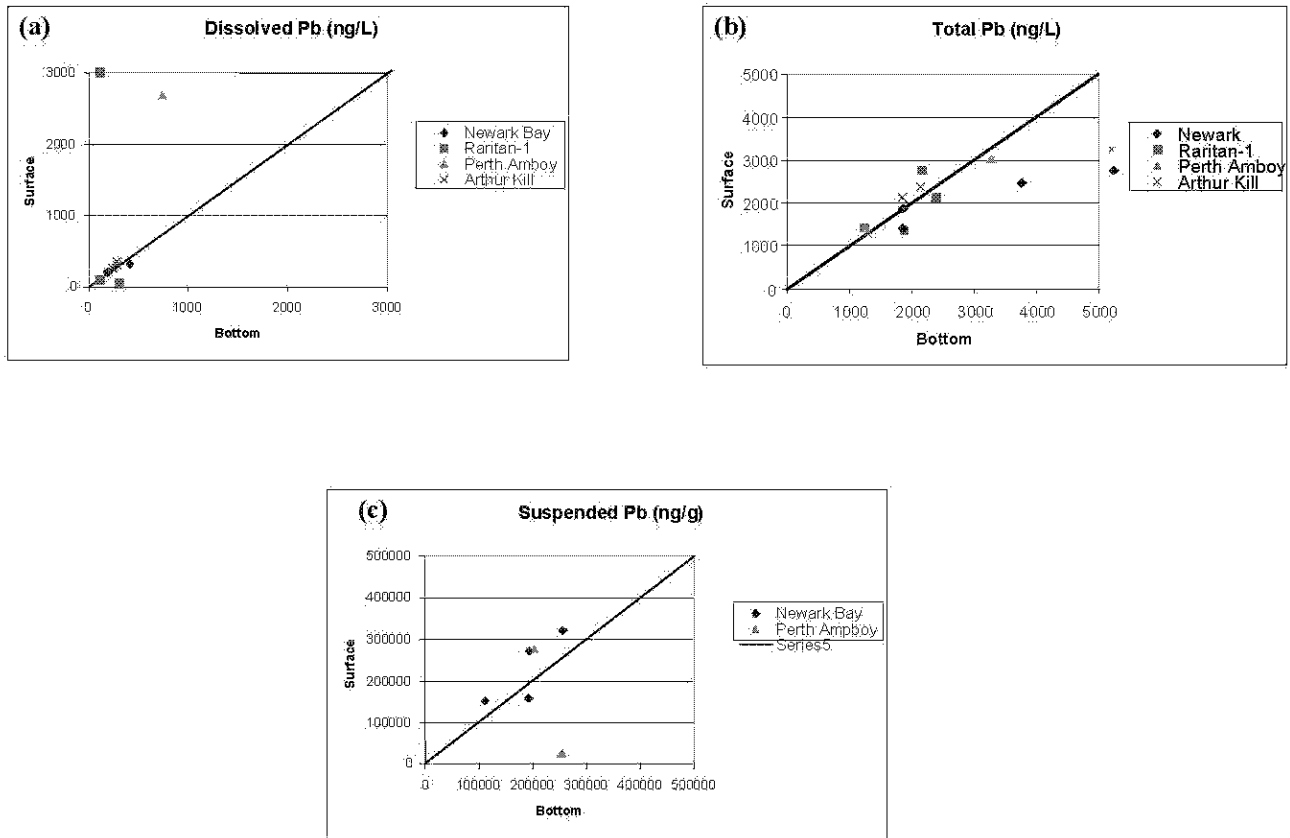 (a)
Dissolved Pb (ng/L)
3000
2000
1000
0
Surface
0 1000 2000 3000
Bottom
Newark Bay
Raritan-1
Perth Amboy
Arthur Kill
(b)
Total Pb (ng/L)
5000
4000
3000
2000
1000
0
Surface
0 1000 2000 3000 4000 5000
Bottom
Newark
Raritan-1
Perth Amboy
Arthur Kill
(c)
Suspended Pb (ng/g)
500000
400000
300000
200000
100000
0
Surface
0 100000 200000 300000 400000 500000
Bottom
Newark Bay
Perth Ampboy
Series5